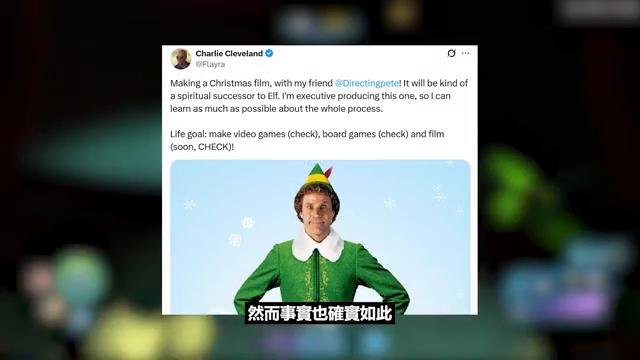 Charlie Cleveland
@Flayra
Making a Christmas film, with my friend @Directingpete! It will be kind of
a spiritual successor to Elf. I'm executive producing this one, so I can
learn as much as possible about the whole process.
Life goal: make video games (check), board games (check) and film
(soon, CHECK)!
然而事實也確實如此